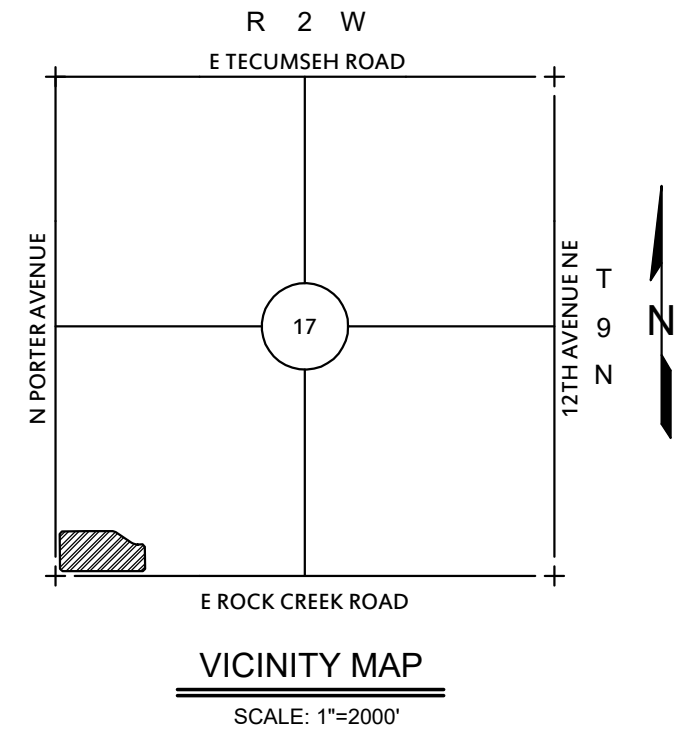 R 2 W
E TECUMSEH ROAD
N PORTER AVENUE
17
12TH AVENUE NE
T
9
N
N
E ROCK CREEK ROAD
VICINITY MAP
SCALE: 1"=2000'